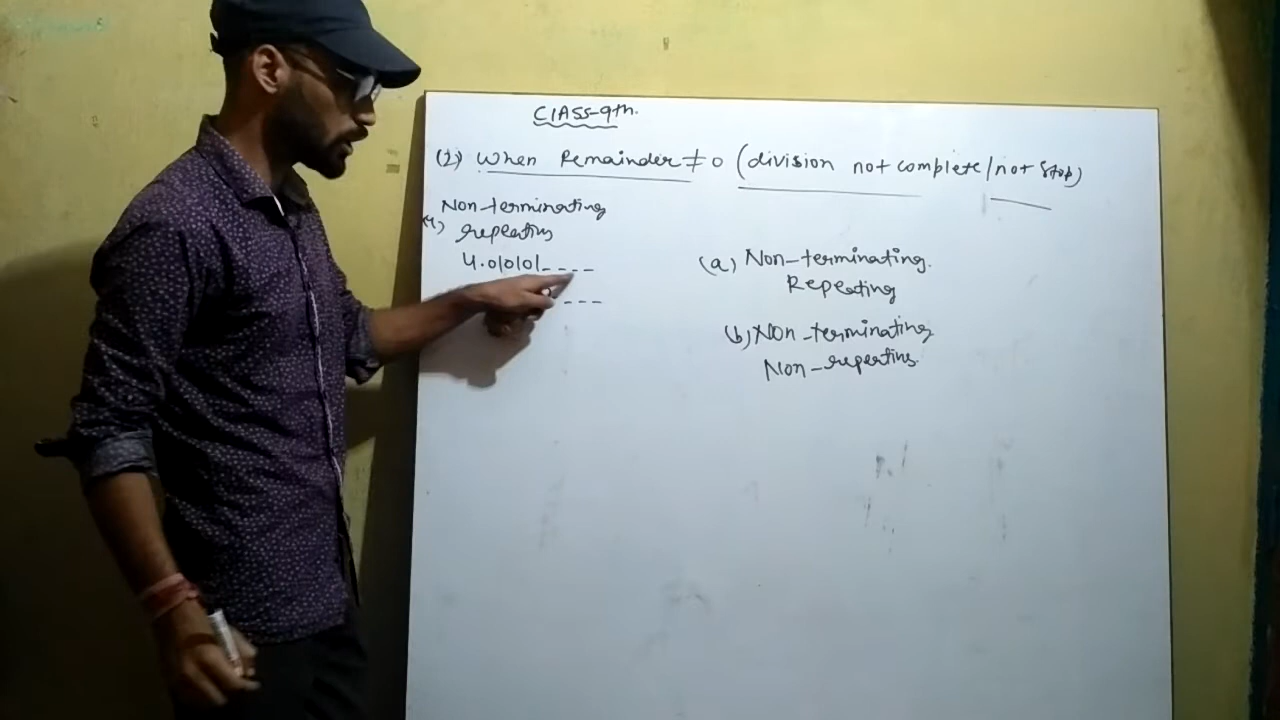 CLASS-9th.
(2) When Remainder ≠ 0 (division not complete/not stop)
Non-terminating
repeating
4.010101----
---
(a) Non-terminating.
Repeating
(b) Non-terminating
Non-repeating.